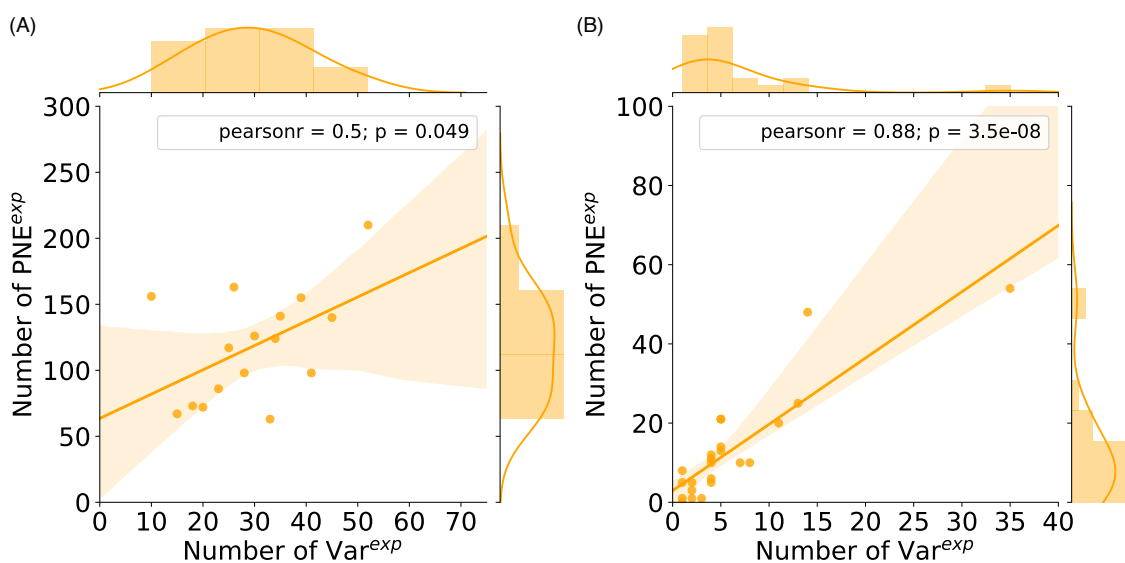 (A)
pearsonr = 0.5; p = 0.049
Number of PNE^exp
300
250
200
150
100
50
0
0 10 20 30 40 50 60 70
Number of Var^exp
(B)
pearsonr = 0.88; p = 3.5e-08
Number of PNE^exp
100
80
60
40
20
0
0 5 10 15 20 25 30 35 40
Number of Var^exp